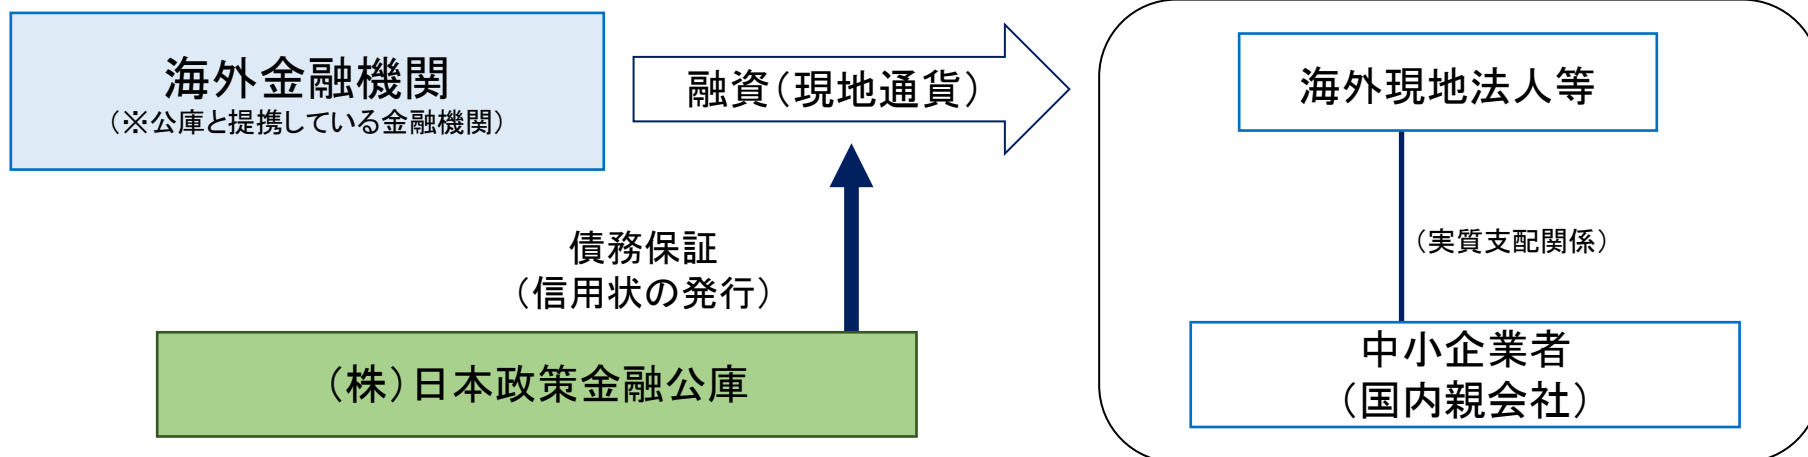 海外金融機関
（※公庫と提携している金融機関）
融資（現地通貨）
海外現地法人等
債務保証
（信用状の発行）
（実質支配関係）
（株）日本政策金融公庫
中小企業者
（国内親会社）